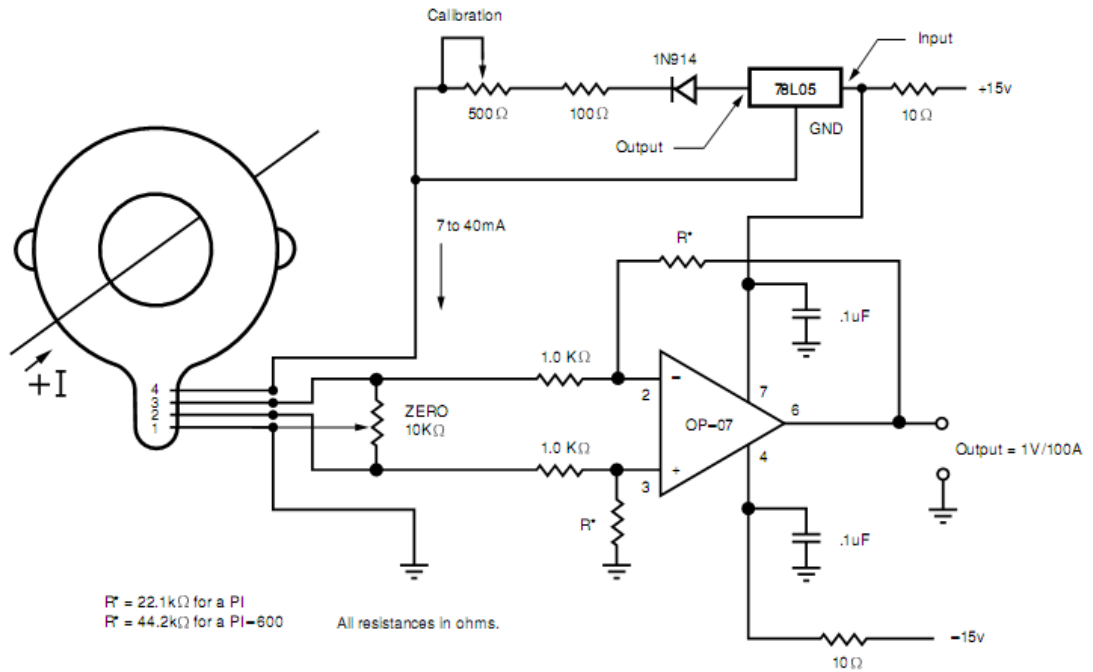 Calibration
Input
1N914
78L05
+15v
500Ω
100Ω
10Ω
GND
Output
7 to 40mA
R*
.1uF
+I
4
3
2
1
ZERO
10KΩ
1.0 KΩ
2
−
7
OP-07
6
1.0 KΩ
3
+
4
Output = 1V/100A
R*
.1uF
R* = 22.1kΩ for a PI
R* = 44.2kΩ for a PI-600
All resistances in ohms.
−15v
10Ω